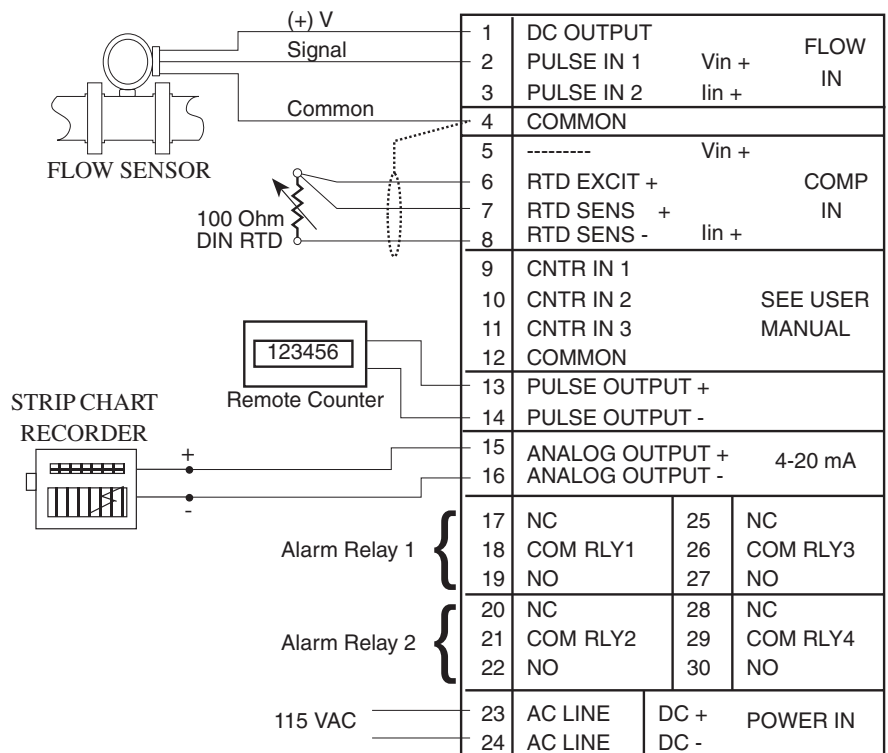 (+) V
Signal
Common
FLOW SENSOR
100 Ohm
DIN RTD
123456
Remote Counter
STRIP CHART
RECORDER
+
-
Alarm Relay 1 {
Alarm Relay 2 {
115 VAC
1 DC OUTPUT
2 PULSE IN 1 Vin +
3 PULSE IN 2 Iin +
FLOW
IN
4 COMMON
5 --------- Vin +
6 RTD EXCIT + COMP
7 RTD SENS + IN
8 RTD SENS - Iin +
9 CNTR IN 1
10 CNTR IN 2 SEE USER
11 CNTR IN 3 MANUAL
12 COMMON
13 PULSE OUTPUT +
14 PULSE OUTPUT -
15 ANALOG OUTPUT +
16 ANALOG OUTPUT -
4-20 mA
17 NC 25 NC
18 COM RLY1 26 COM RLY3
19 NO 27 NO
20 NC 28 NC
21 COM RLY2 29 COM RLY4
22 NO 30 NO
23 AC LINE DC + POWER IN
24 AC LINE DC -